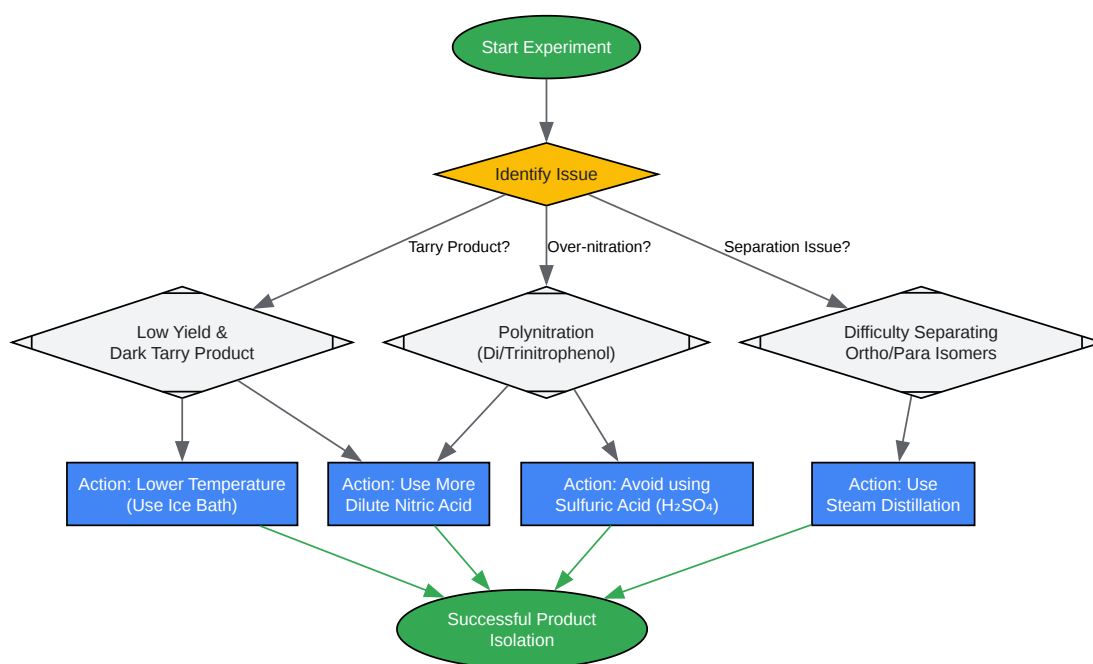 Start Experiment
Identify Issue
Tarry Product?
Over-nitration?
Separation Issue?
Low Yield &
Dark Tarry Product
Polynitration
(Di/Trinitrophenol)
Difficulty Separating
Ortho/Para Isomers
Action: Lower Temperature
(Use Ice Bath)
Action: Use More
Dilute Nitric Acid
Action: Avoid using
Sulfuric Acid (H₂SO₄)
Action: Use
Steam Distillation
Successful Product
Isolation